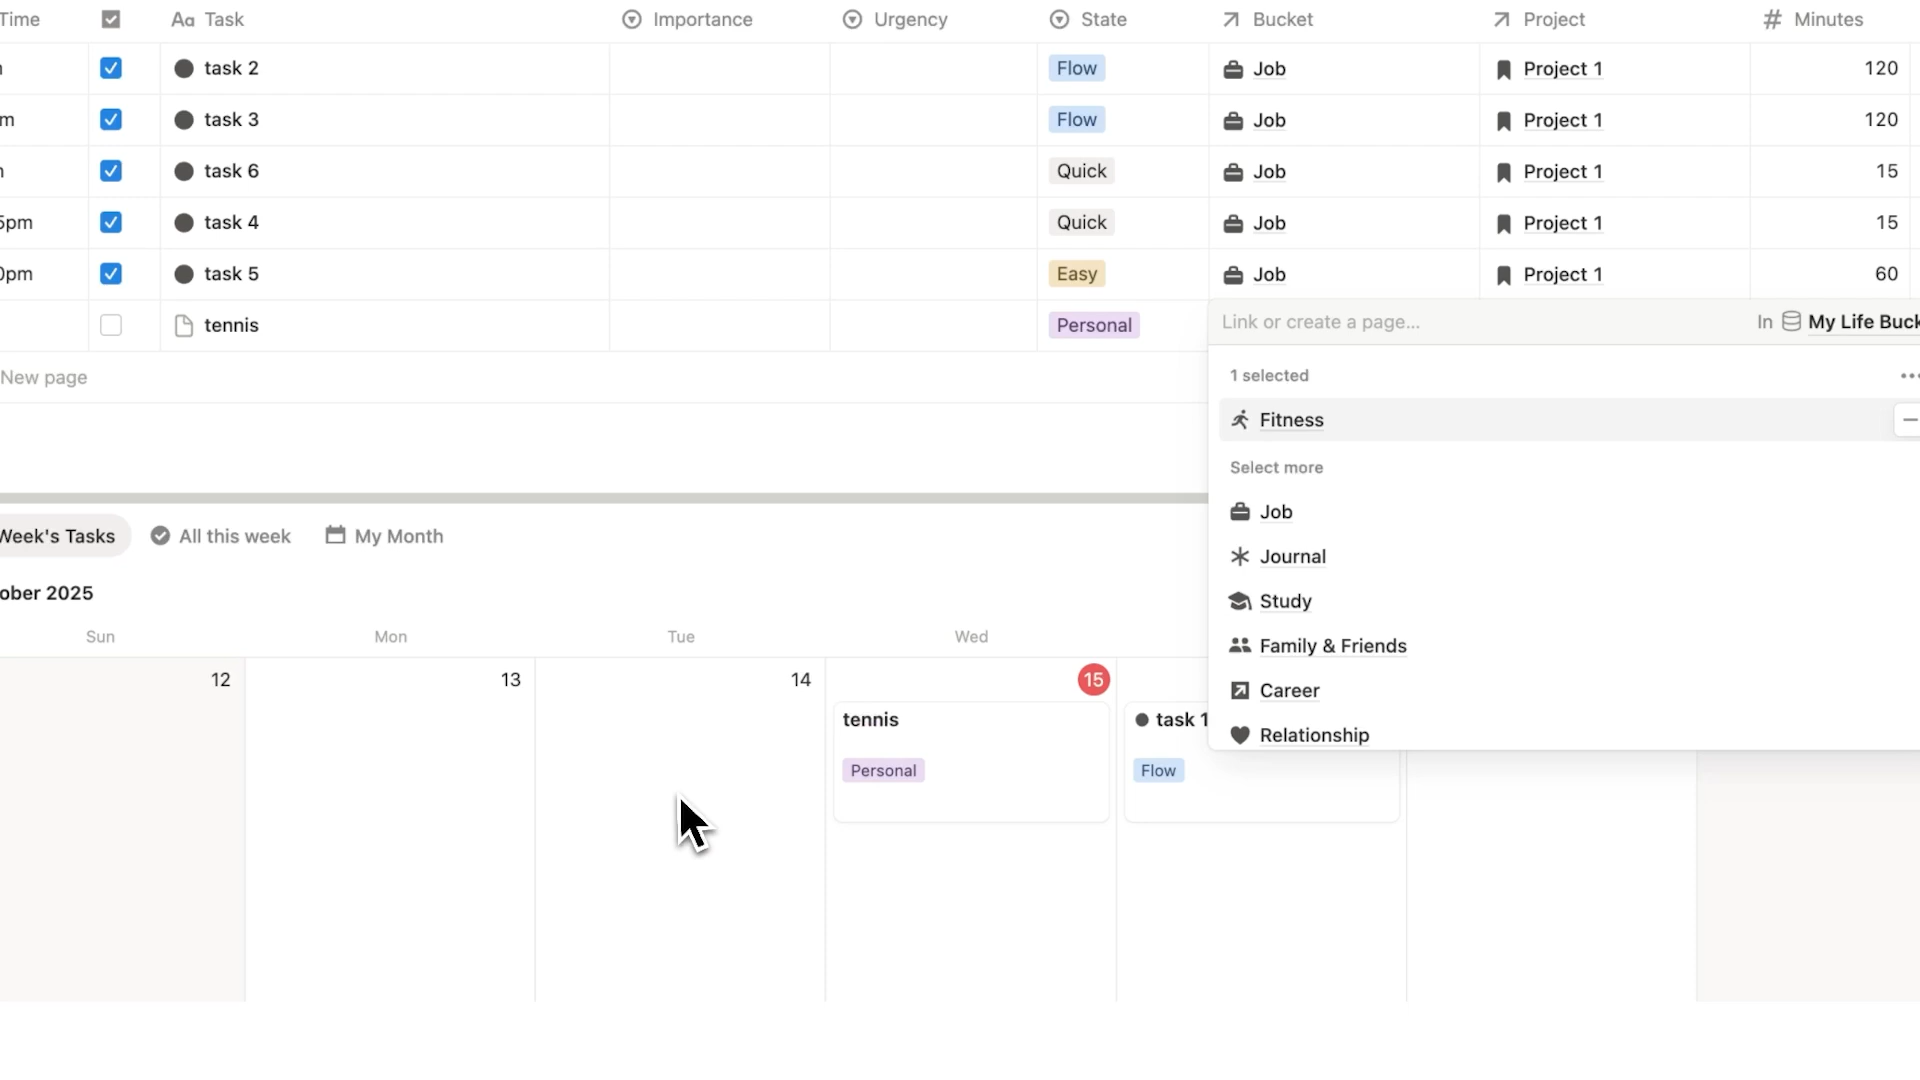 Time Aa Task Importance Urgency State Bucket Project # Minutes
task 2 Flow Job Project 1 120
m task 3 Flow Job Project 1 120
task 6 Quick Job Project 1 15
5pm task 4 Quick Job Project 1 15
0pm task 5 Easy Job Project 1 60
tennis Personal
Link or create a page... In My Life Buck
New page
1 selected
Fitness
Select more
Job
Journal
Study
Family & Friends
Career
Relationship
Week's Tasks All this week My Month
ober 2025
Sun Mon Tue Wed
12 13 14 15
tennis task 1
Personal Flow